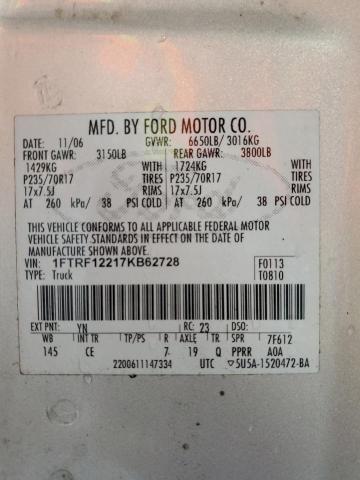 MFD. BY FORD MOTOR CO.
DATE: 11/06 GVWR: 6650LB/ 3016KG
FRONT GAWR: 3150LB REAR GAWR: 3800LB
1429KG WITH 1724KG WITH
P235/70R17 TIRES P235/70R17 TIRES
17x7.5J RIMS 17x7.5J RIMS
AT 260 kPa/ 38 PSI COLD AT 260 kPa/ 38 PSI COLD
THIS VEHICLE CONFORMS TO ALL APPLICABLE FEDERAL MOTOR
VEHICLE SAFETY STANDARDS IN EFFECT ON THE DATE OF
MANUFACTURE SHOWN ABOVE.
VIN: 1FTRF12217KB62728 F0113
TYPE: Truck T0810
EXT PNT: YN RC: 23 DSO:
WB BRK INT TR TP/PS R AXLE TR SPR 7F612
145 CE 7 19 Q PPRR A0A
2200611147334 UTC ▽5U5A-1520472-BA